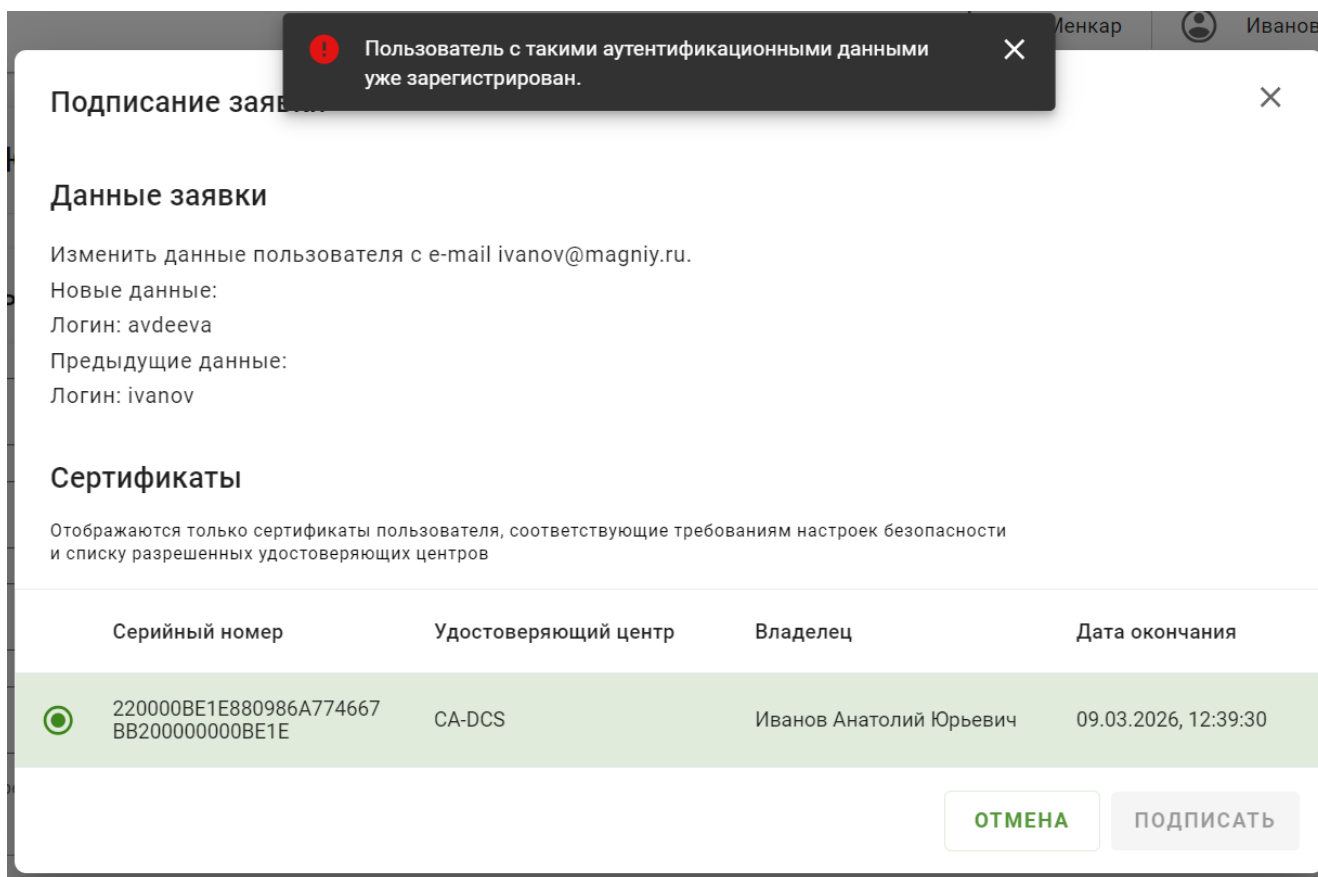 Менкар
Иванов
Пользователь с такими аутентификационными данными
уже зарегистрирован.
Подписание
Данные заявки
Изменить данные пользователя с e-mail ivanov@magniy.ru.
Новые данные:
Логин: avdeeva
Предыдущие данные:
Логин: ivanov
Сертификаты
Отображаются только сертификаты пользователя, соответствующие требованиям настроек безопасности
и списку разрешенных удостоверяющих центров
Серийный номер Удостоверяющий центр Владелец Дата окончания
220000BE1E880986A774667
BB200000000BE1E CA-DCS Иванов Анатолий Юрьевич 09.03.2026, 12:39:30
ОТМЕНА ПОДПИСАТЬ